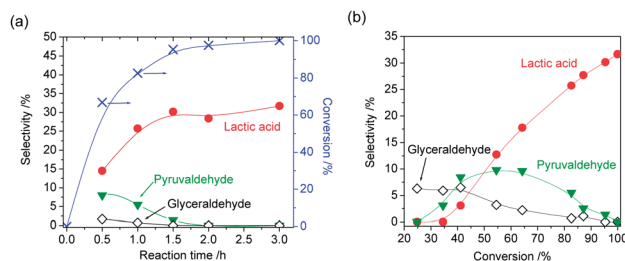 (a)
50
45
40
35
30
25
20
15
10
5
0
Selectivity /%
0.0 0.5 1.0 1.5 2.0 2.5 3.0
Reaction time /h
100
80
60
40
20
0
Conversion /%
Lactic acid
Pyruvaldehyde
Glyceraldehyde
(b)
35
30
25
20
15
10
5
0
Selectivity /%
20 30 40 50 60 70 80 90 100
Conversion /%
Lactic acid
Glyceraldehyde
Pyruvaldehyde